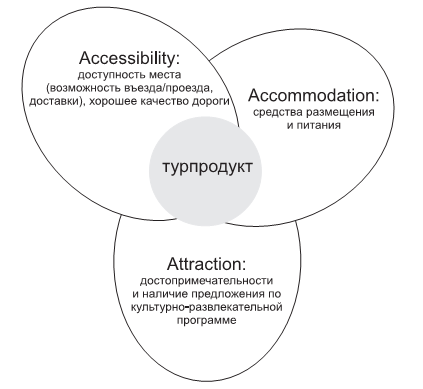 Accessibility:
доступность места
(возможность въезда/проезда,
доставки), хорошее качество дороги
Accommodation:
средства размещения
и питания
турпродукт
Attraction:
достопримечательности
и наличие предложения по
культурно-развлекательной
программе